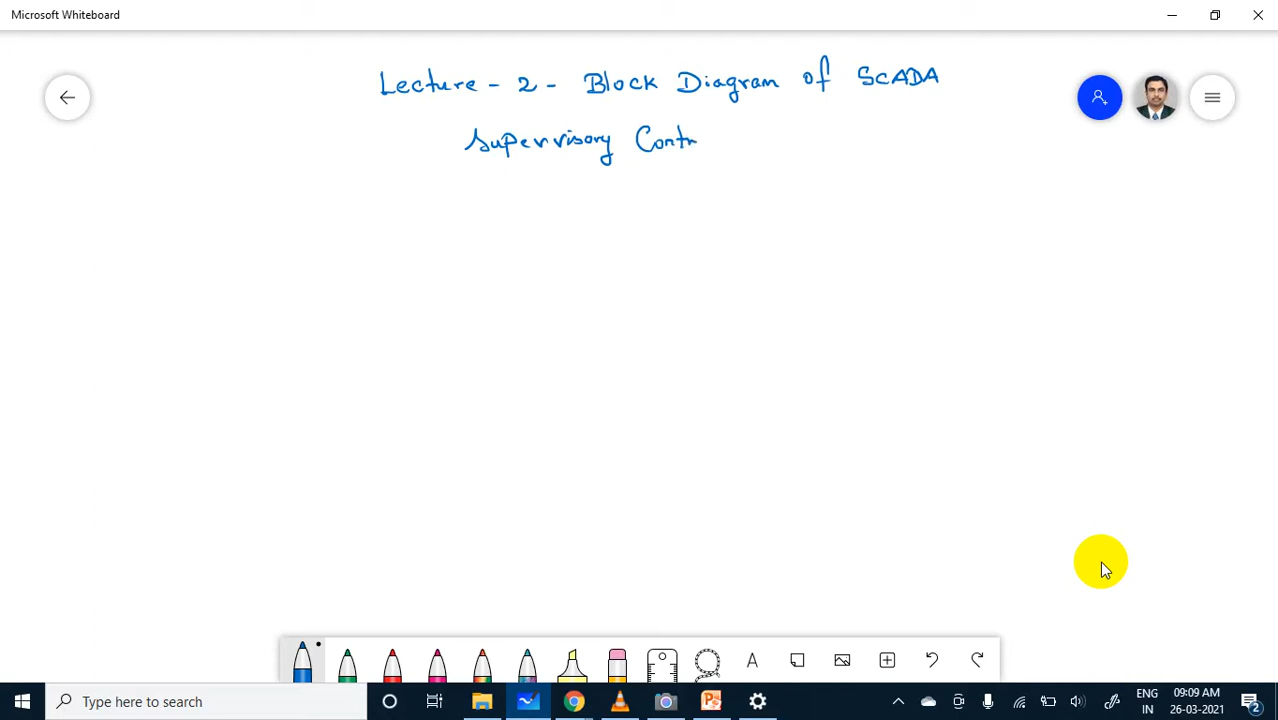 Microsoft Whiteboard
Lecture - 2 - Block Diagram of SCADA
Supervisory Contr
A
Type here to search
ENG
IN
09:09 AM
26-03-2021
2